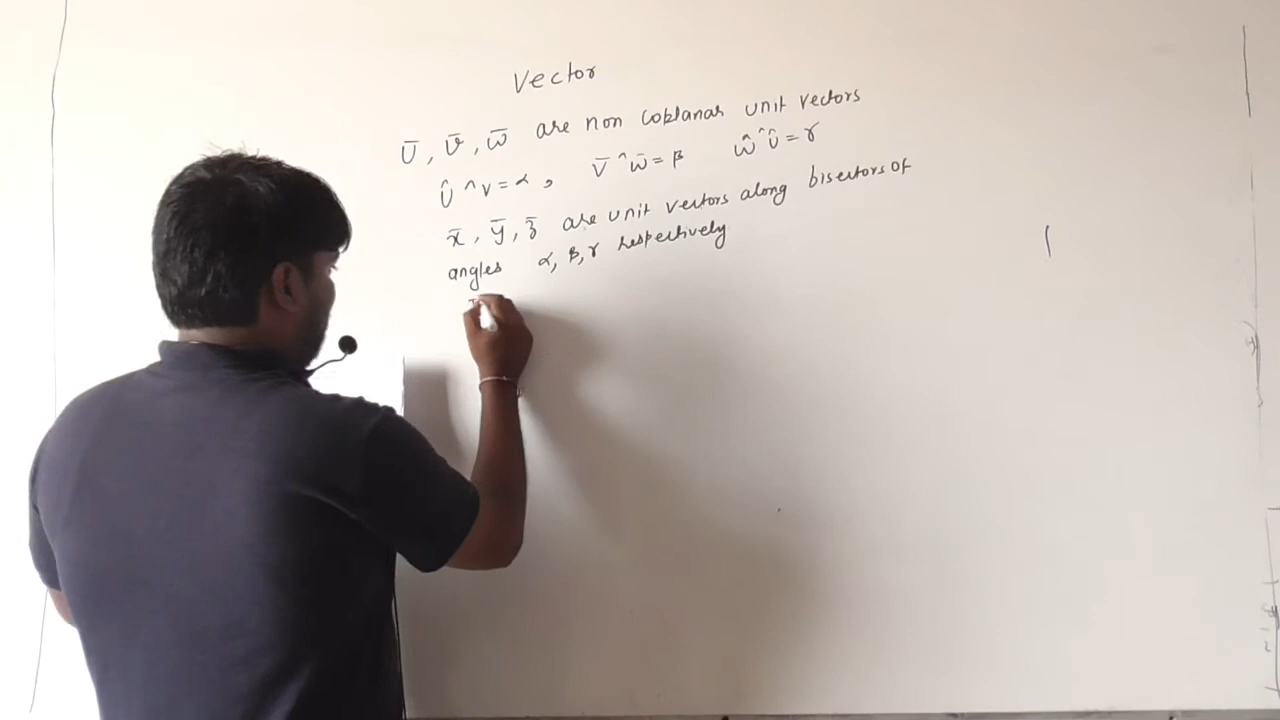 Vector
Ū, v̄, w̄ are non coplanar unit vectors
Û ^ v = α, V̄ ^ w̄ = β ŵ ^ û = γ
x̄, ȳ, z̄ are unit vectors along bisectors of
angles α, β, γ respectively